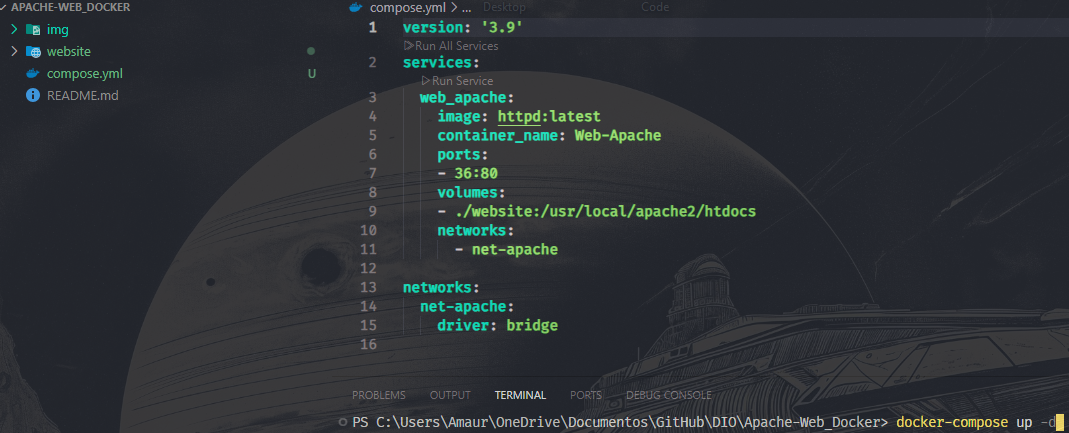 APACHE-WEB_DOCKER
img
website
compose.yml U
README.md
compose.yml > ... Desktop Code
1 version: '3.9'
Run All Services
2 services:
Run Service
3 web_apache:
4 image: httpd:latest
5 container_name: Web-Apache
6 ports:
7 - 36:80
8 volumes:
9 - ./website:/usr/local/apache2/htdocs
10 networks:
11 - net-apache
12
13 networks:
14 net-apache:
15 driver: bridge
16
PROBLEMS OUTPUT TERMINAL PORTS DEBUG CONSOLE
PS C:\Users\Amaur\OneDrive\Documentos\GitHub\DIO\Apache-Web_Docker> docker-compose up -d